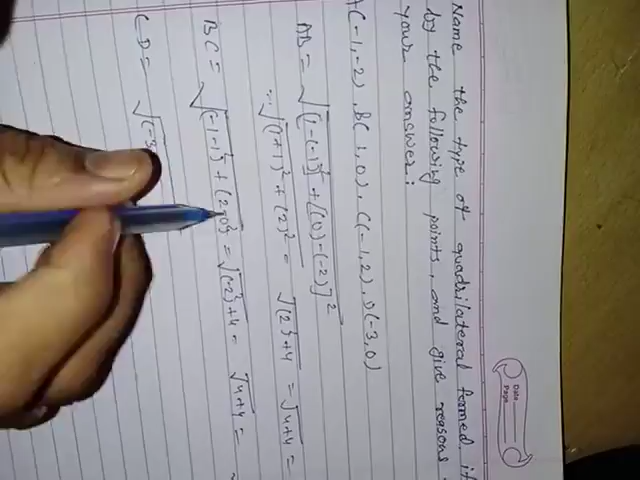 Date
Page
Name the type of quadrilateral formed, if
by the following points, and give reasons
your answer:
A(-1,-2), B(1,0), C(-1,2), D(-3,0)
AB = √[1-(-1)]² + [(0)-(-2)]²
= √(1+1)² + (2)² = √(2)²+4 = √4+4 =
BC = √(-1-1)² + (2-0)² = √(-2)²+4 = √4+4 =
CD = √(-3